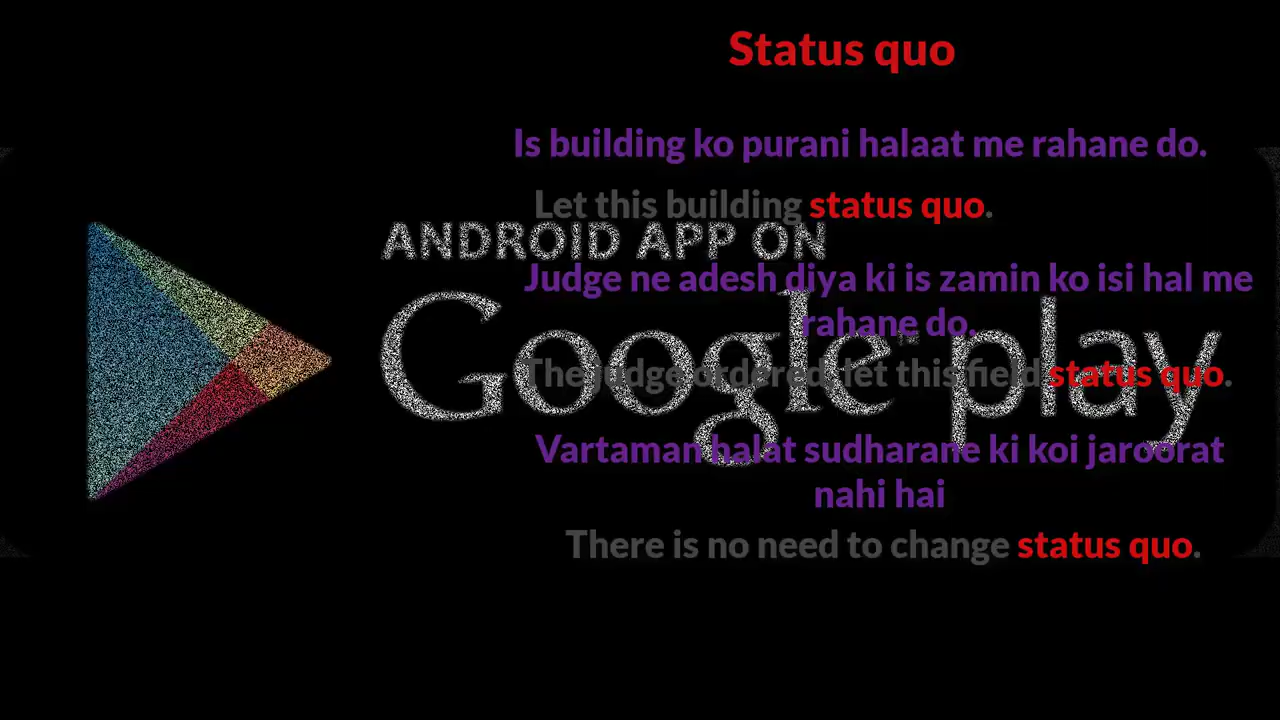 Status quo
Is building ko purani halaat me rahane do.
Let this building status quo.
ANDROID APP ON
Google play
Judge ne adesh diya ki is zamin ko isi hal me
rahane do.
The judge ordered, let this field status quo.
Vartaman halat sudharane ki koi jaroorat
nahi hai
There is no need to change status quo.